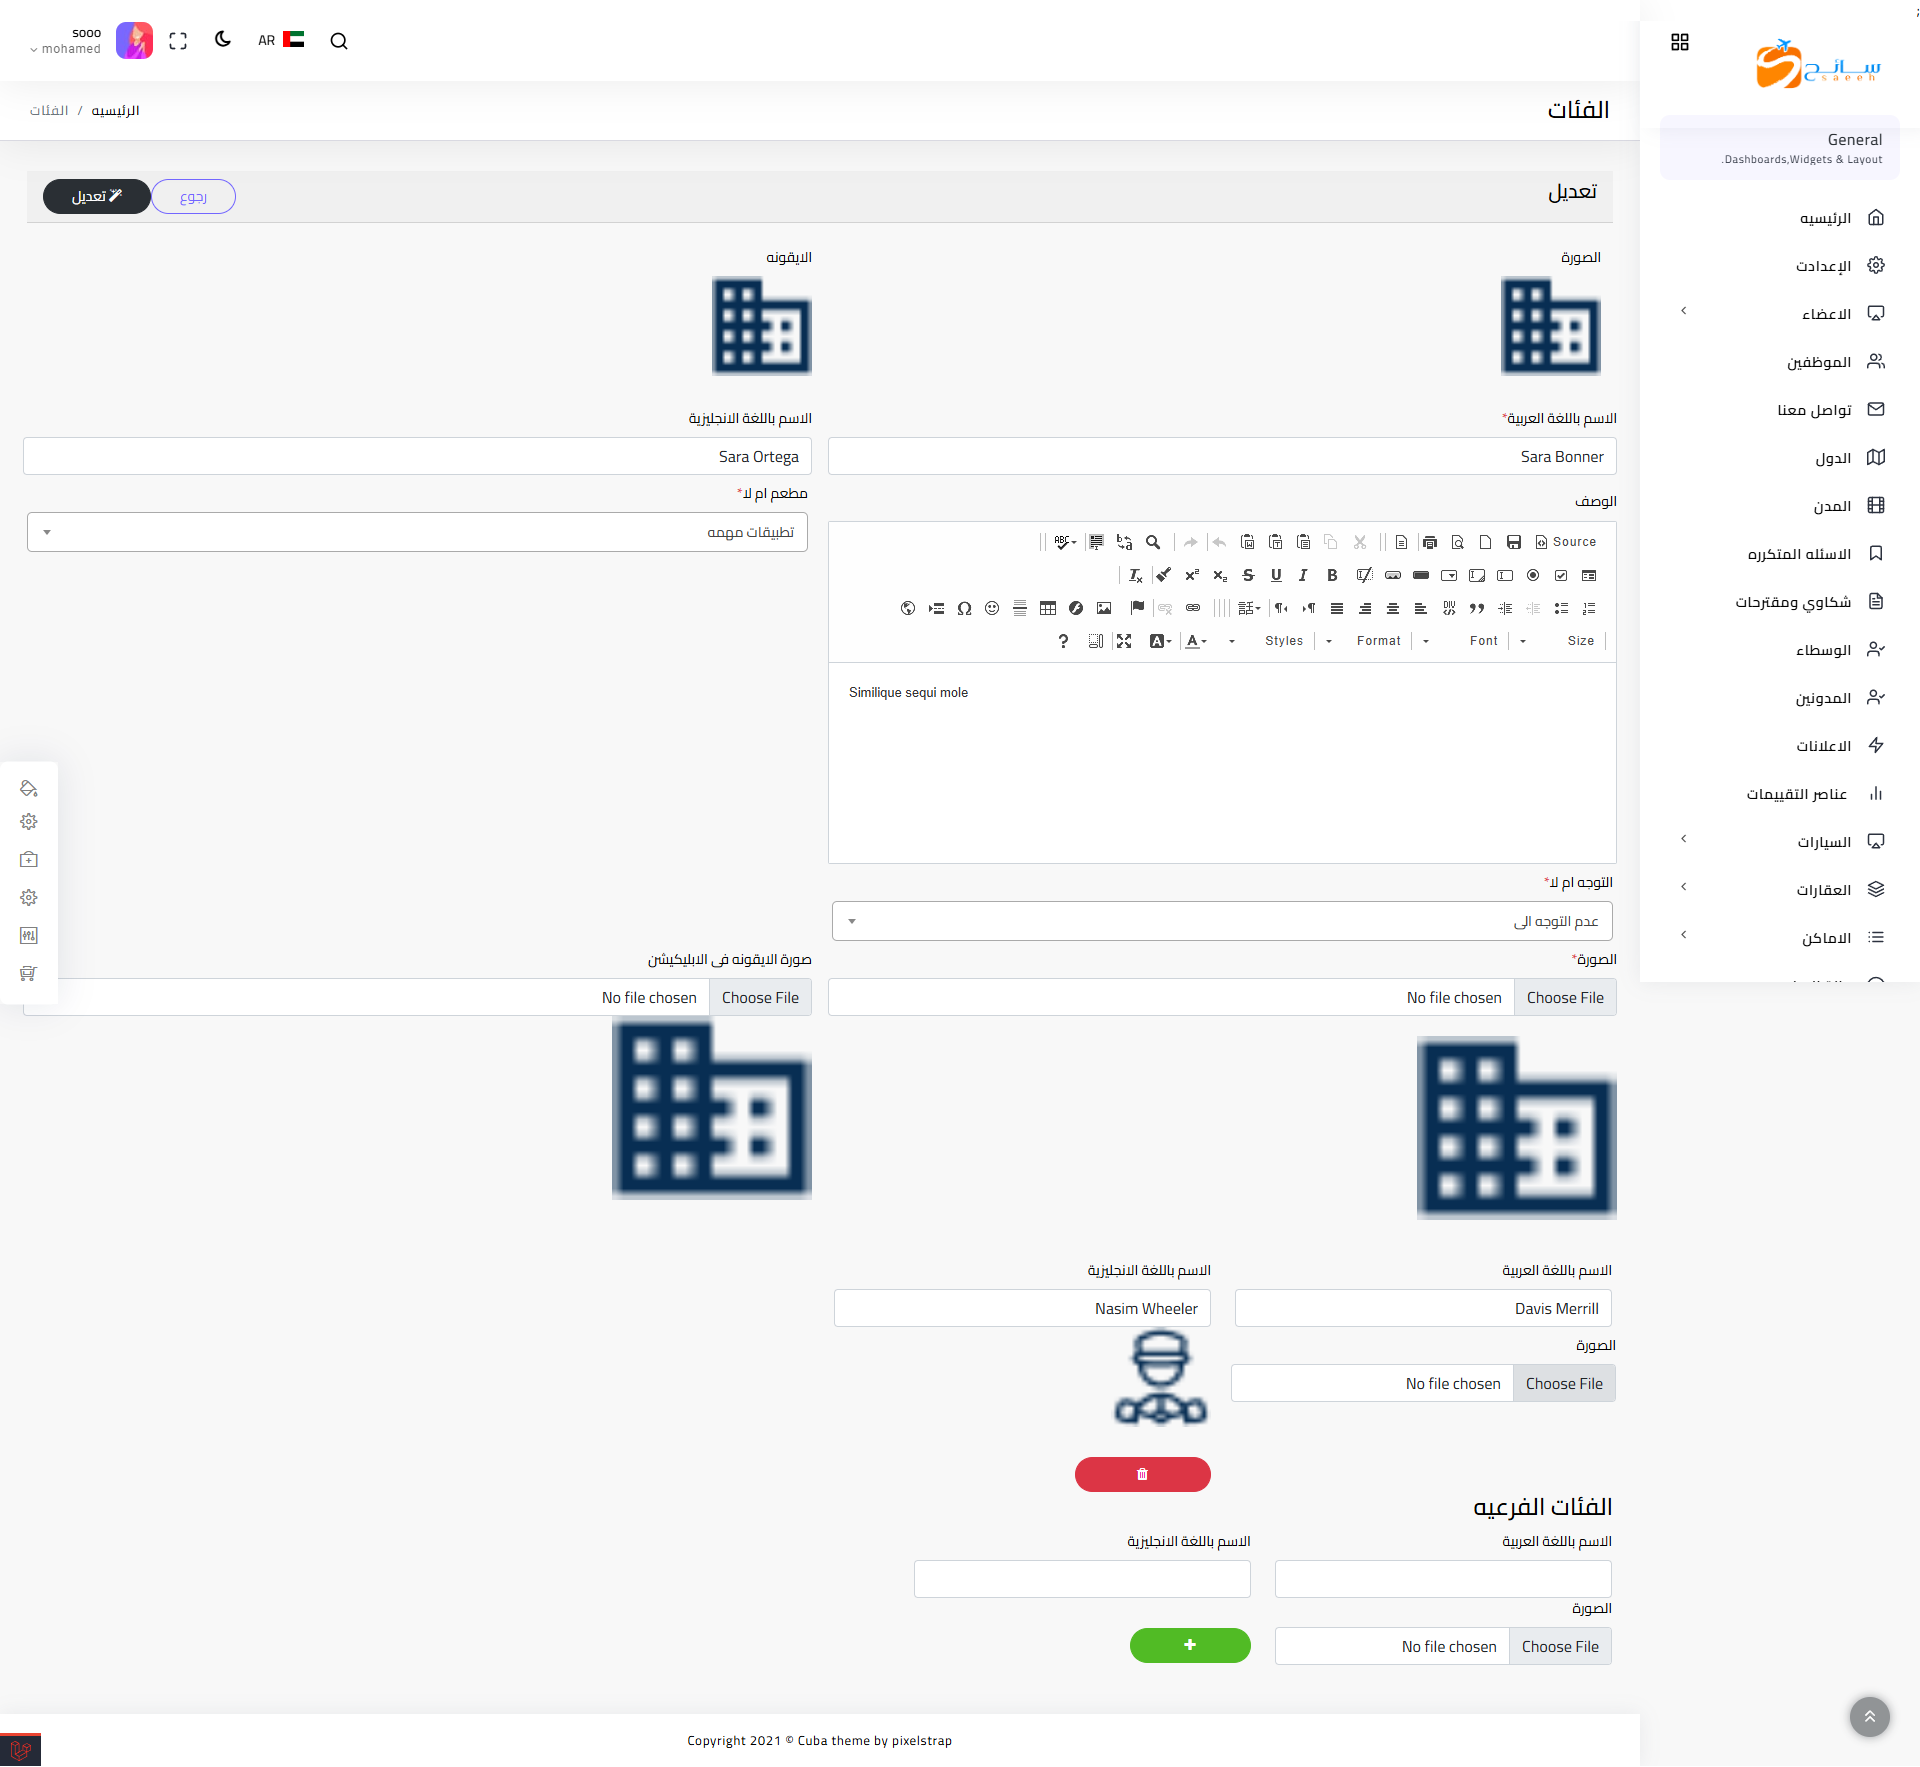 سائح
saeeh
General
Dashboards,Widgets & Layout.
الرئيسيه
الإعدادت
الاعضاء
الموظفين
تواصل معنا
الدول
المدن
الاسئله المتكرره
شكاوي ومقترحات
الوسطاء
المدونين
الاعلانات
عناصر التقييمات
السيارات
العقارات
الاماكن
AR
sooo
mohamed
الفئات
الرئيسيه / الفئات
تعديل
رجوع
تعديل
الصورة
الايقونه
الاسم باللغة العربية*
الاسم باللغة الانجليزية
Sara Bonner
Sara Ortega
الوصف
مطعم ام لا*
تطبيقات مهمه
Source
Size
Font
Format
Styles
Similique sequi mole
التوجه ام لا*
عدم التوجه الى
الصورة*
صورة الايقونه فى الابليكيشن
Choose File No file chosen
Choose File No file chosen
الاسم باللغة العربية
الاسم باللغة الانجليزية
Davis Merrill
Nasim Wheeler
الصورة
Choose File No file chosen
الفئات الفرعيه
الاسم باللغة العربية
الاسم باللغة الانجليزية
الصورة
Choose File No file chosen
Copyright 2021 © Cuba theme by pixelstrap